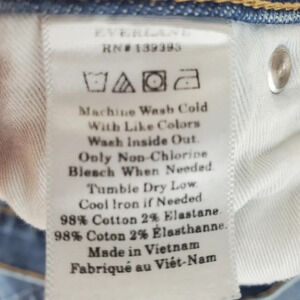 EVERLANE
RN# 139393
Machine Wash Cold
With Like Colors
Wash Inside Out.
Only Non-Chlorine
Bleach When Needed.
Tumble Dry Low.
Cool Iron if Needed
98% Cotton 2% Elastane.
98% Coton 2% Élasthanne.
Made in Vietnam
Fabriqué au Viêt-Nam